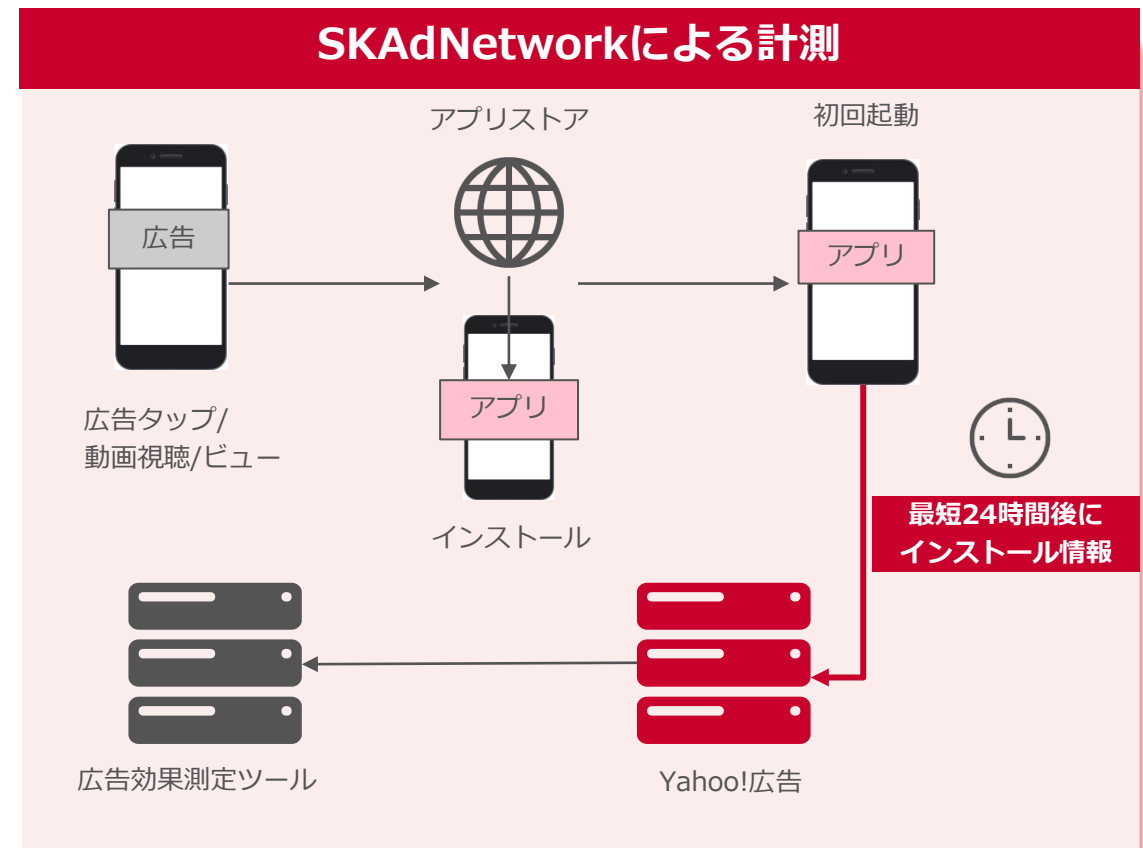 SKAdNetworkによる計測
アプリストア
初回起動
広告
アプリ
アプリ
広告タップ/
動画視聴/ビュー
インストール
最短24時間後に
インストール情報
広告効果測定ツール
Yahoo!広告